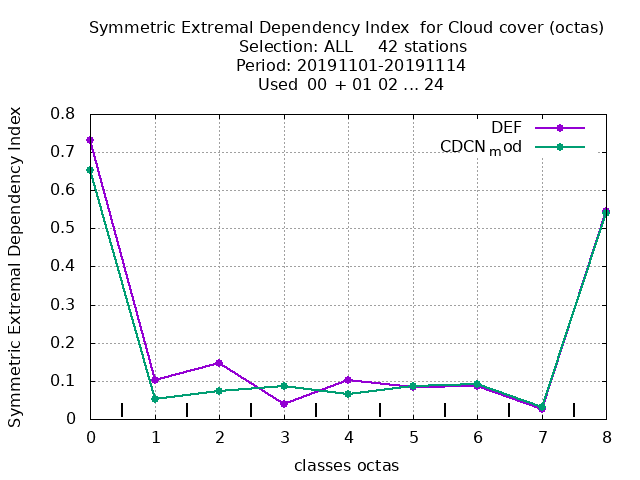 Symmetric Extremal Dependency Index  for Cloud cover (octas)
Selection: ALL     42 stations
Period: 20191101-20191114
Used  00 + 01 02 ... 24
DEF
CDCN_mod
Symmetric Extremal Dependency Index
0.8
0.7
0.6
0.5
0.4
0.3
0.2
0.1
0
0 1 2 3 4 5 6 7 8
classes octas